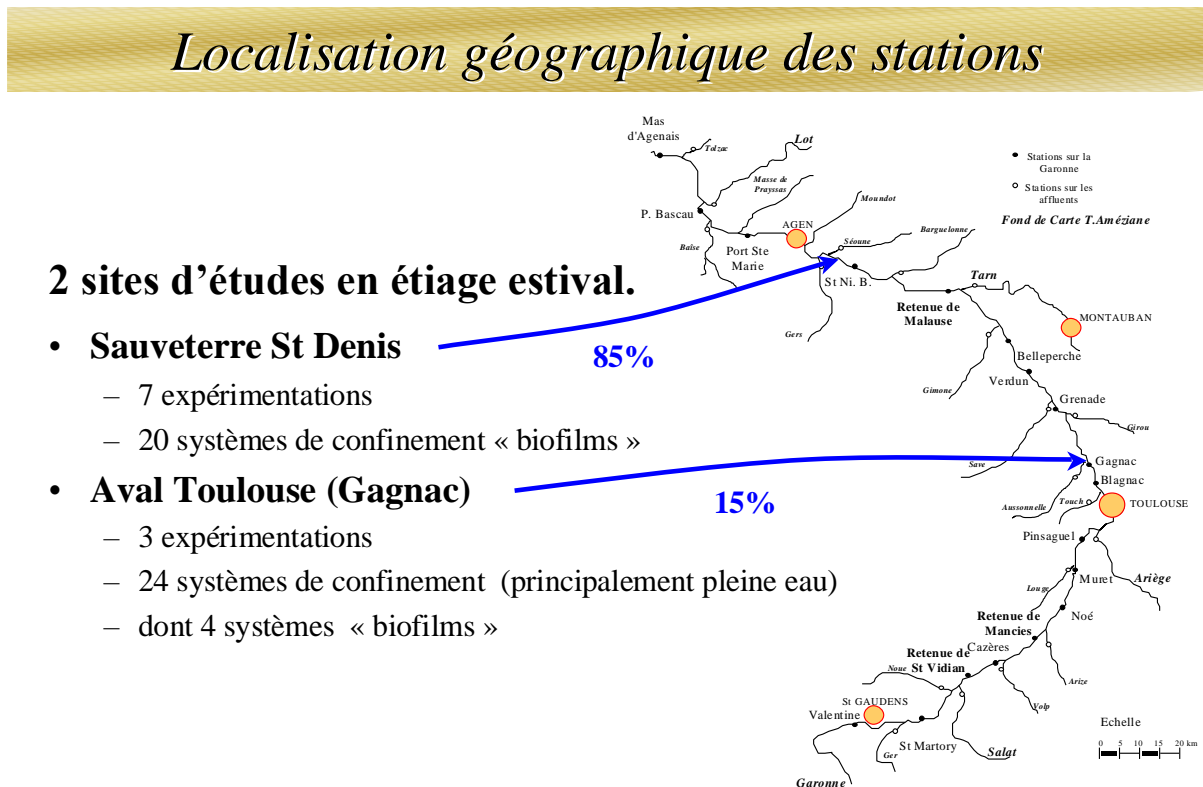 Localisation géographique des stations
2 sites d’études en étiage estival.
• Sauveterre St Denis
– 7 expérimentations
– 20 systèmes de confinement « biofilms »
• Aval Toulouse (Gagnac)
– 3 expérimentations
– 24 systèmes de confinement (principalement pleine eau)
– dont 4 systèmes « biofilms »
85%
15%
Mas
d'Agenais
Tolzac
Lot
Masse de
Prayssas
Moundot
P. Bascau
AGEN
Baïse
Port Ste
Marie
Séoune
Barguelonne
St Ni. B.
Gers
Tarn
Retenue de
Malause
MONTAUBAN
Belleperche
Gimone
Verdun
Grenade
Girou
Save
Gagnac
Blagnac
Aussonnelle
Touch
TOULOUSE
Pinsaguel
Ariège
Muret
Louge
Noé
Retenue de
Mancies
Cazères
Retenue de
St Vidian
Noue
Arize
Volp
St GAUDENS
Valentine
St Martory
Ger
Salat
Garonne
Stations sur la
Garonne
Stations sur les
affluents
Fond de Carte T.Améziane
Echelle
0 5 10 15 20 km